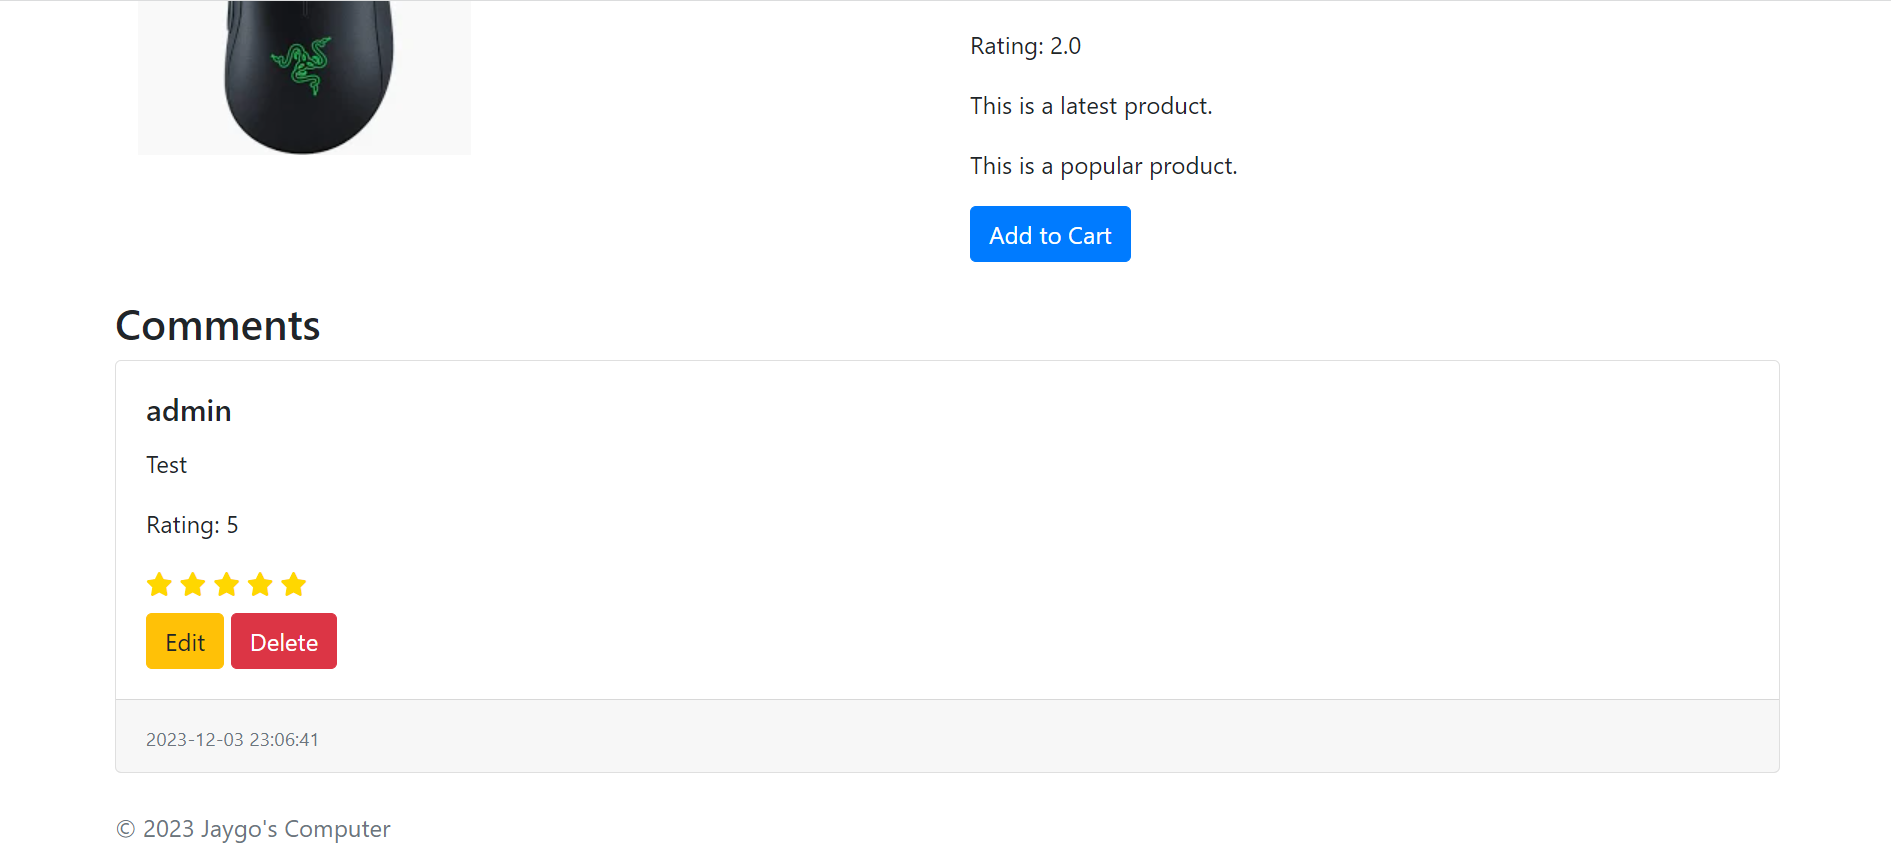 Rating: 2.0
This is a latest product.
This is a popular product.
Add to Cart
Comments
admin
Test
Rating: 5
Edit Delete
2023-12-03 23:06:41
© 2023 Jaygo's Computer